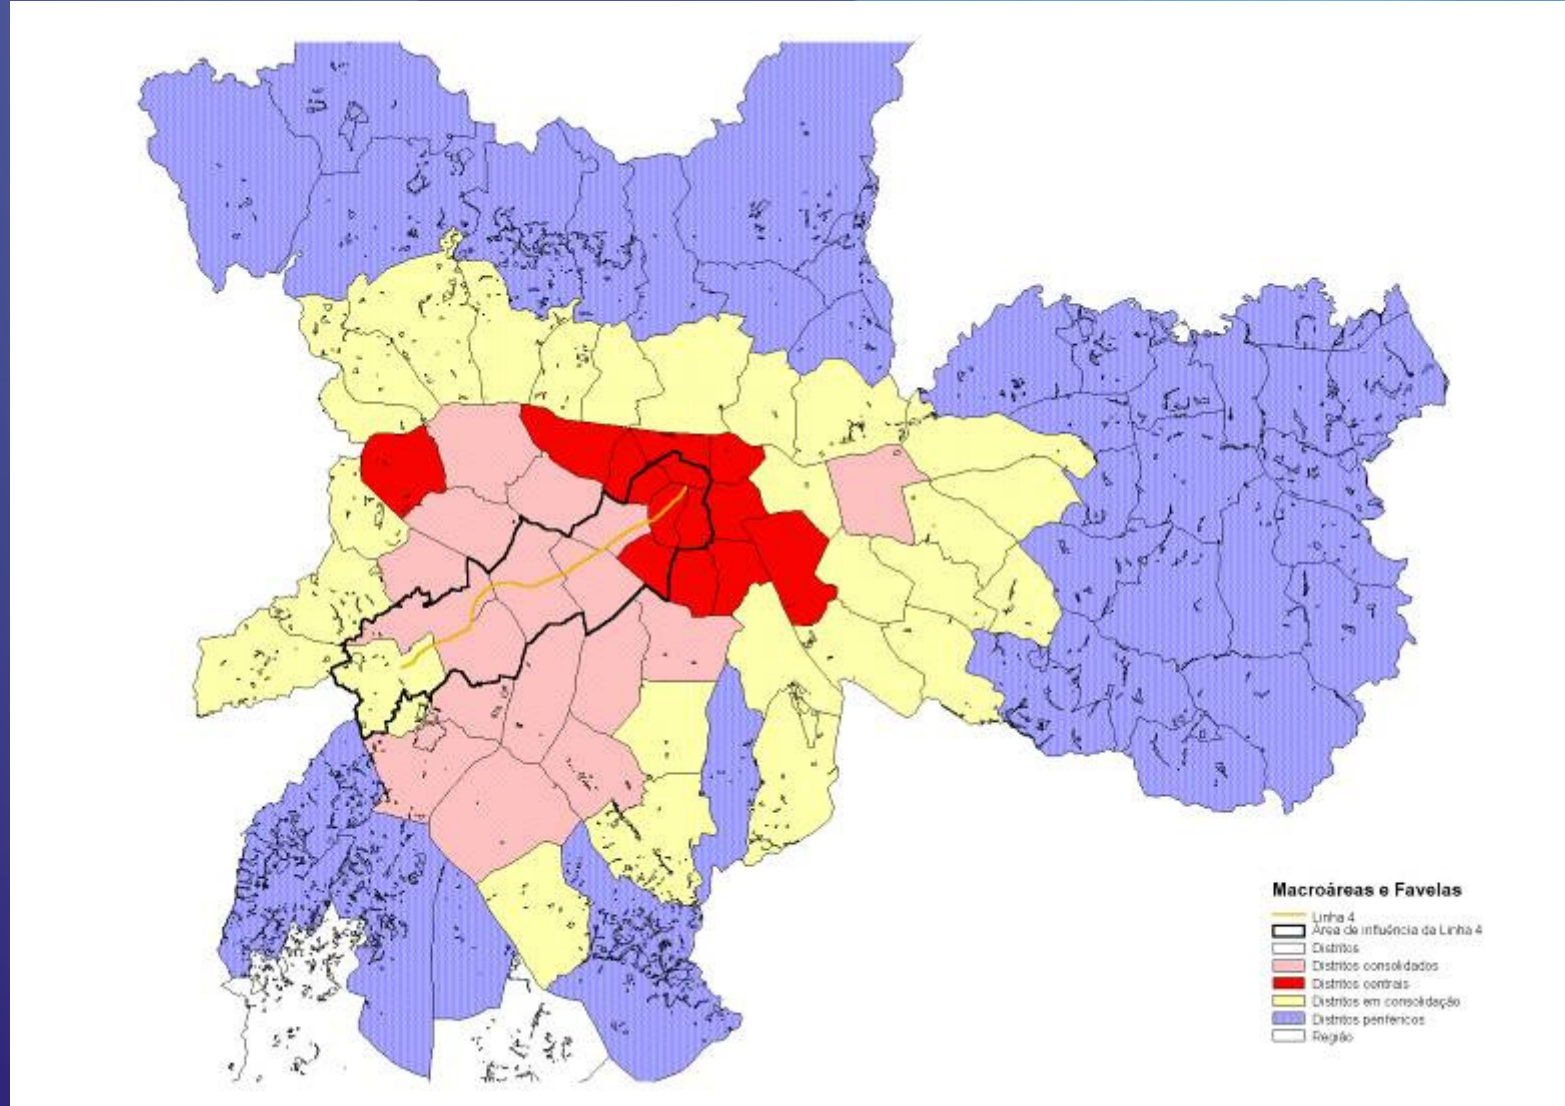 Macroáreas e Favelas
Linha 4
Área de influência da Linha 4
Distritos
Distritos consolidados
Distritos centrais
Distritos em consolidação
Distritos periféricos
Região